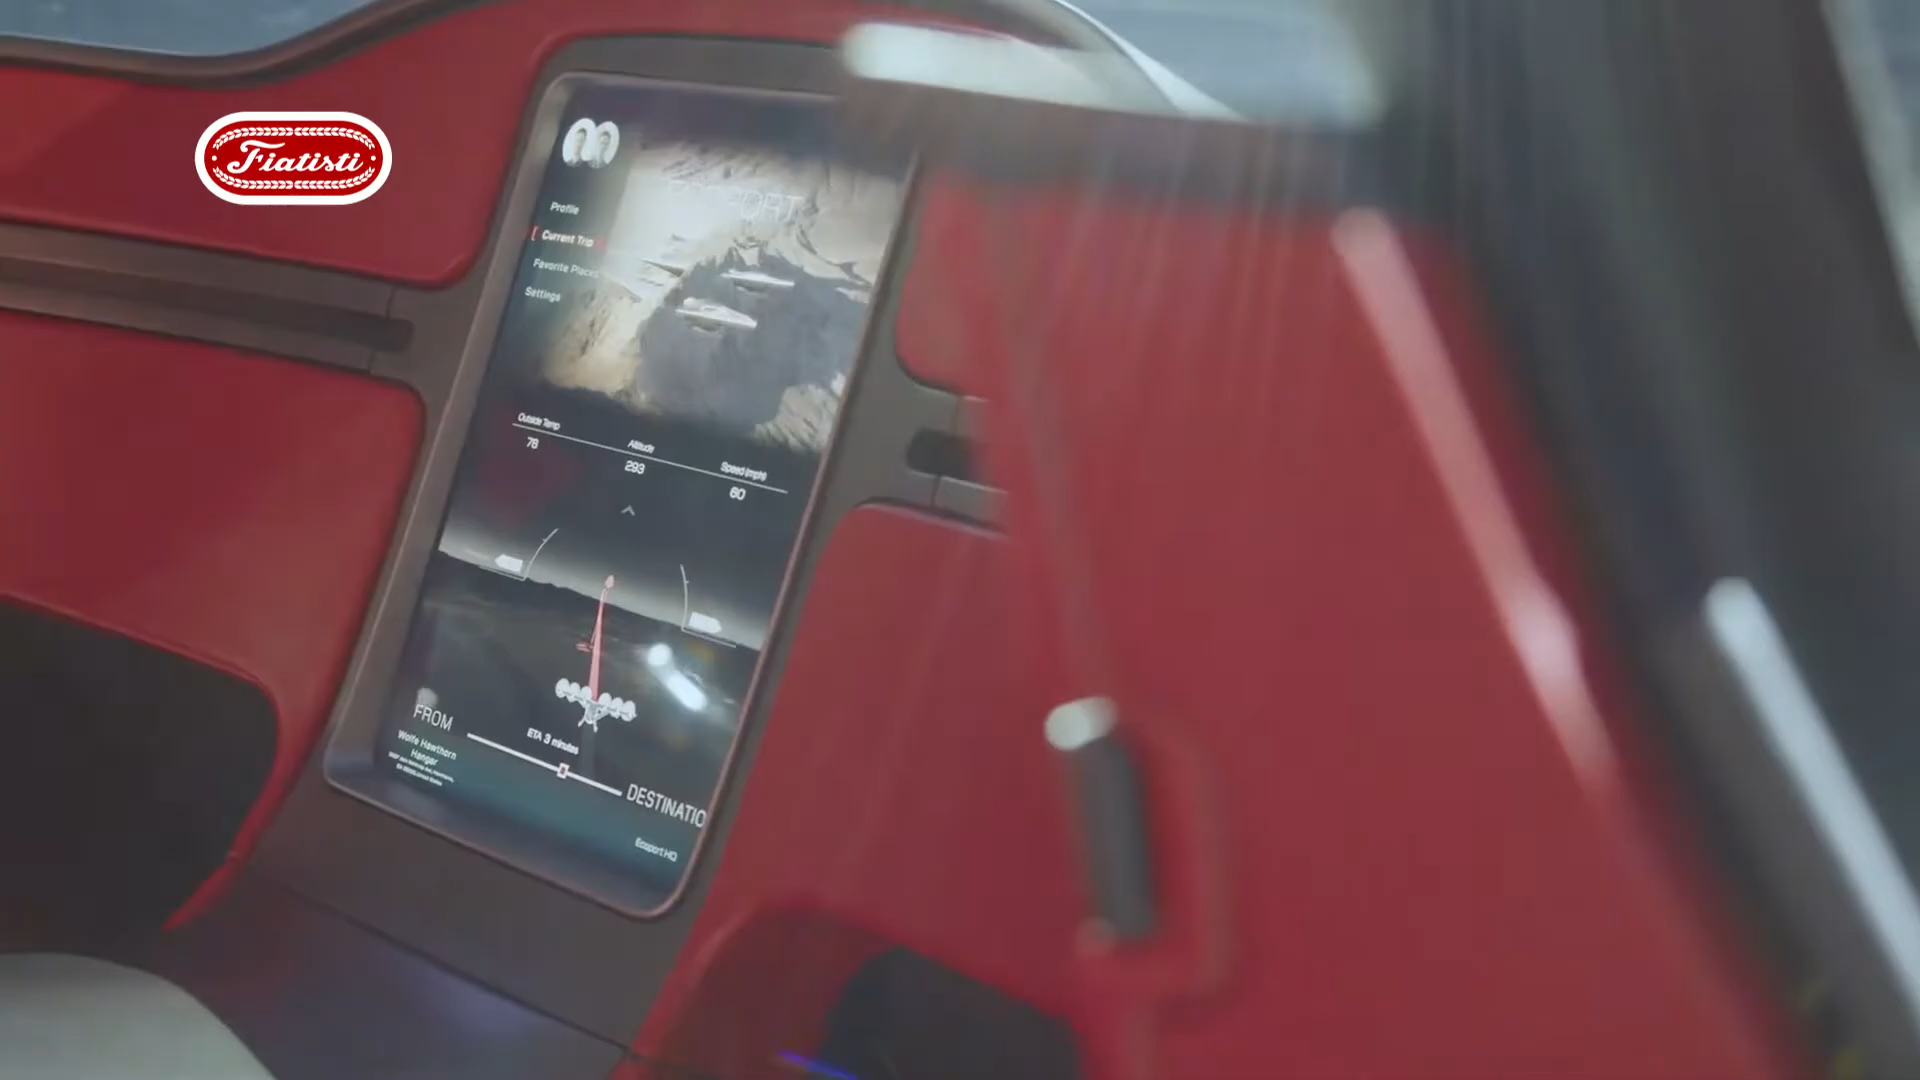 Fiatisti
Profile
Current Trip
Favorite Places
Settings
Outside Temp
78
Altitude
293
Speed (mph)
60
FROM
Wolfe Hawthorn
Hangar
ETA 3 minutes
DESTINATIO
Ecosport HQ